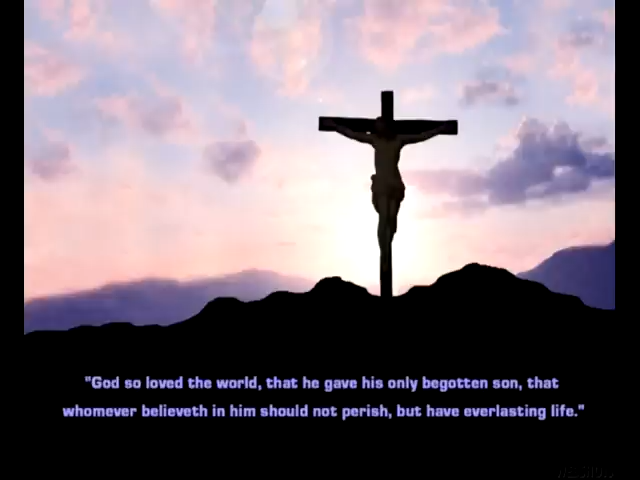 "God so loved the world, that he gave his only begotten son, that
whomever believeth in him should not perish, but have everlasting life."